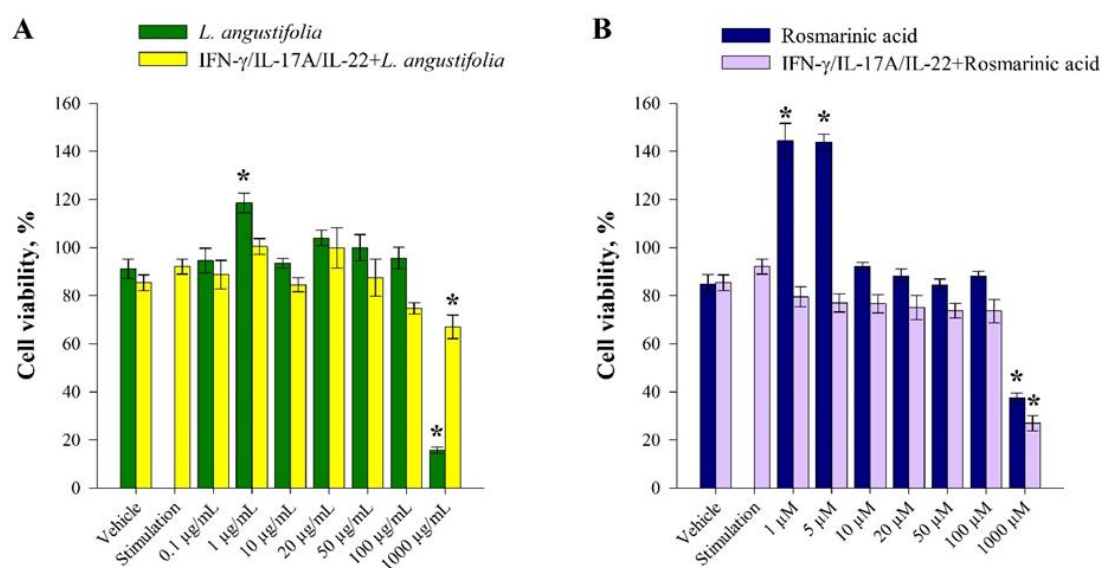 A
L. angustifolia
IFN-γ/IL-17A/IL-22+L. angustifolia
Cell viability, %
160
140
120
100
80
60
40
20
0
*
*
*
Vehicle
Stimulation
0.1 µg/mL
1 µg/mL
10 µg/mL
20 µg/mL
50 µg/mL
100 µg/mL
1000 µg/mL
B
Rosmarinic acid
IFN-γ/IL-17A/IL-22+Rosmarinic acid
Cell viability, %
160
140
120
100
80
60
40
20
0
*
*
*
*
Vehicle
Stimulation
1 µM
5 µM
10 µM
20 µM
50 µM
100 µM
1000 µM